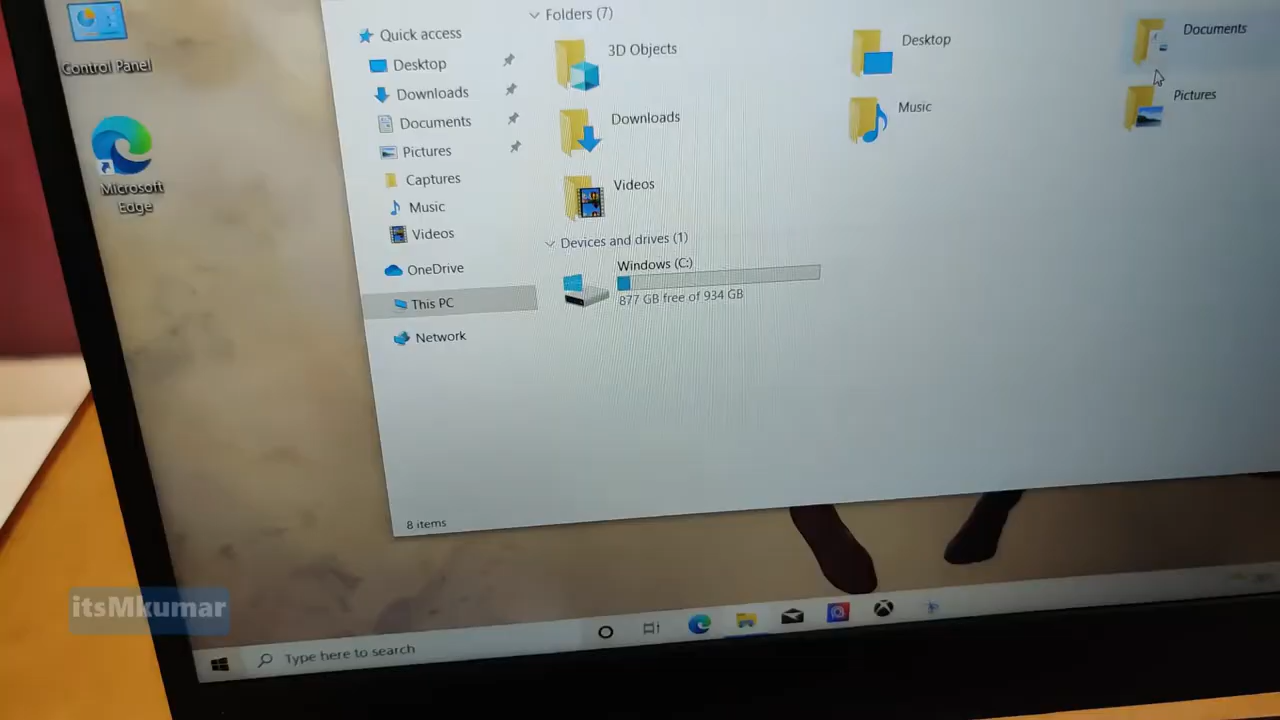 Control Panel
Microsoft
Edge
Quick access
Desktop
Downloads
Documents
Pictures
Captures
Music
Videos
OneDrive
This PC
Network
8 items
Folders (7)
3D Objects
Desktop
Documents
Downloads
Music
Pictures
Videos
Devices and drives (1)
Windows (C:)
877 GB free of 934 GB
itsMkumar
Type here to search